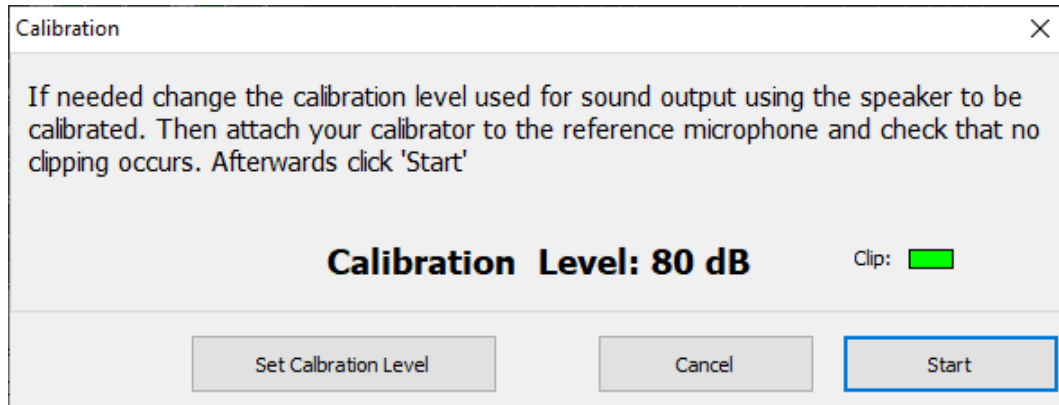 Calibration
If needed change the calibration level used for sound output using the speaker to be
calibrated. Then attach your calibrator to the reference microphone and check that no
clipping occurs. Afterwards click 'Start'
Calibration Level: 80 dB
Clip:
Set Calbration Level
Cancel
Start